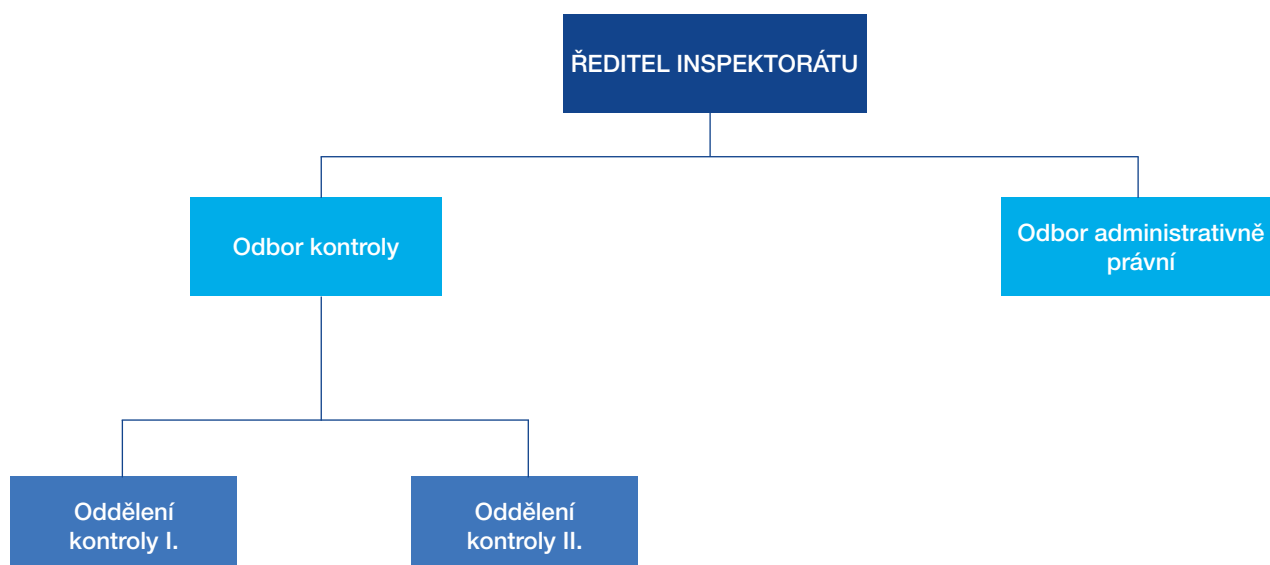 ŘEDITEL INSPEKTORÁTU
Odbor kontroly
Odbor administrativně
právní
Oddělení
kontroly I.
Oddělení
kontroly II.